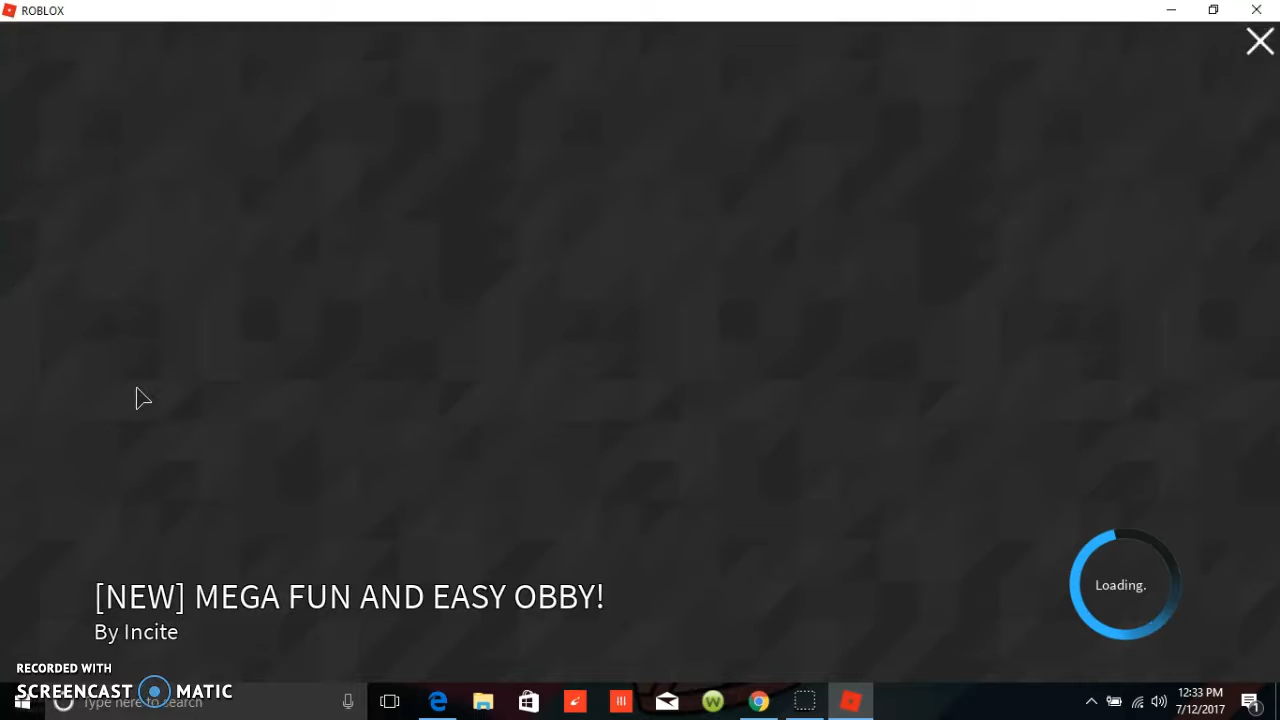 ROBLOX
[NEW] MEGA FUN AND EASY OBBY!
By Incite
Loading.
RECORDED WITH
SCREENCAST MATIC
Type here to search
12:33 PM
7/12/2017
1